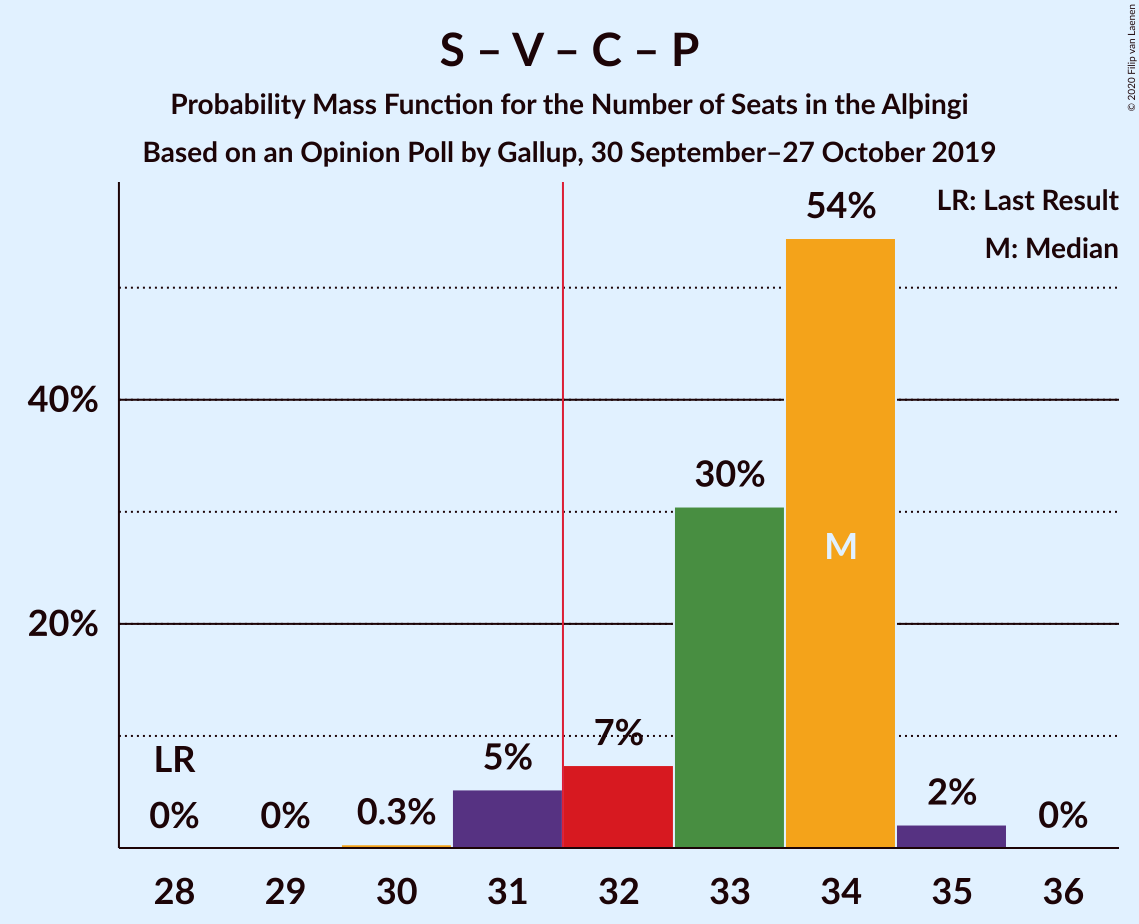 S – V – C – P
Probability Mass Function for the Number of Seats in the Alþingi
Based on an Opinion Poll by Gallup, 30 September–27 October 2019
© 2020 Filip van Laenen
LR: Last Result
M: Median
54%
40%
30%
M
20%
LR
7%
5%
0%
0%
0.3%
2%
0%
28 29 30 31 32 33 34 35 36